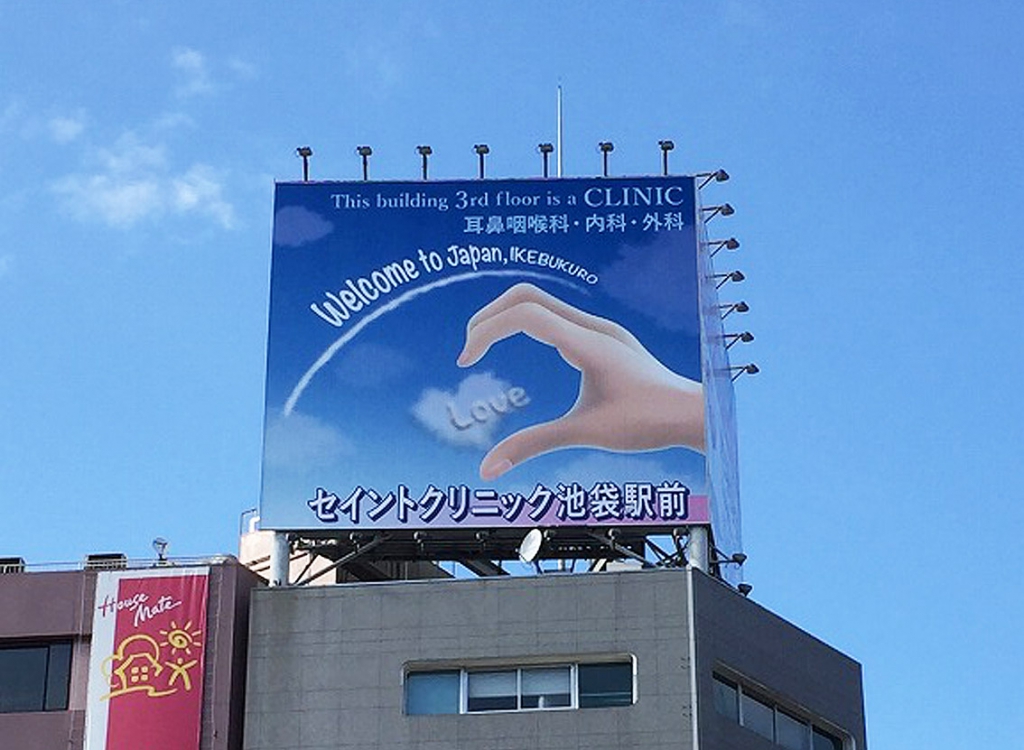 This building 3rd floor is a CLINIC
耳鼻咽喉科・内科・外科
Welcome to Japan, IKEBUKURO
Love
セイントクリニック池袋駅前
House
Mate